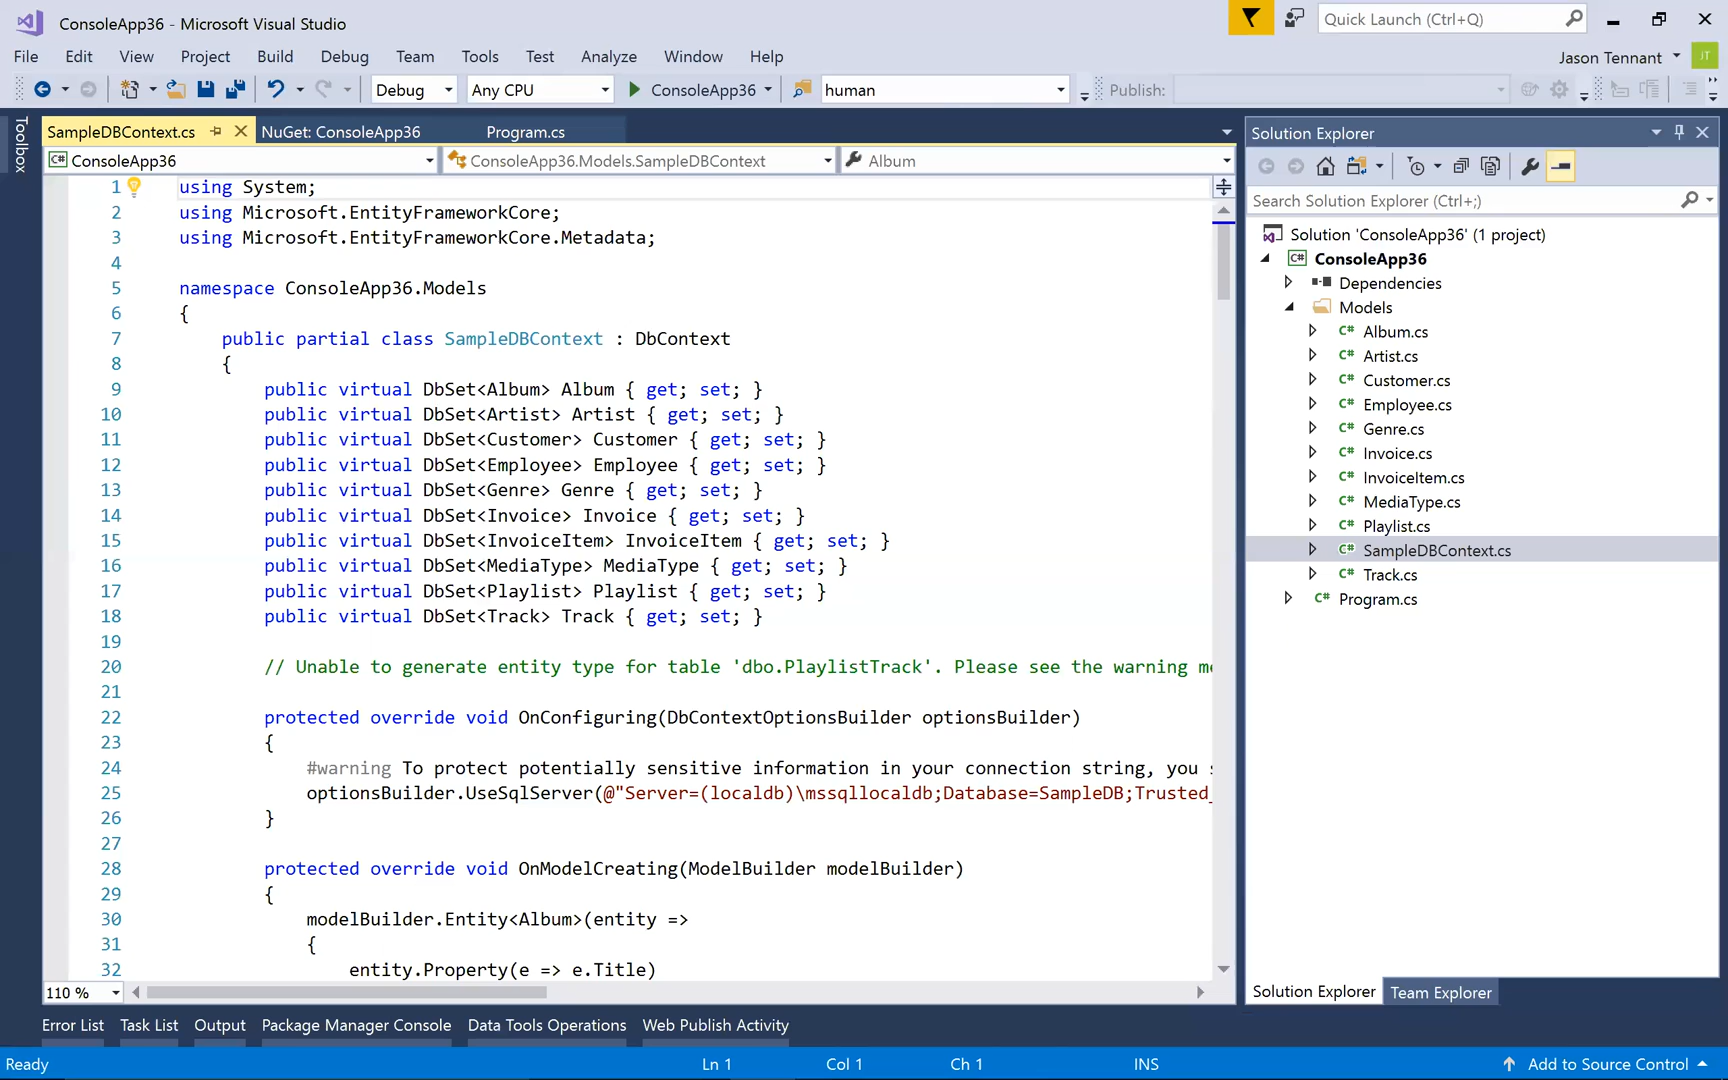 ConsoleApp36 - Microsoft Visual Studio
Quick Launch (Ctrl+Q)
File Edit View Project Build Debug Team Tools Test Analyze Window Help
Jason Tennant
JT
Debug Any CPU ConsoleApp36 human Publish:
Toolbox
SampleDBContext.cs NuGet: ConsoleApp36 Program.cs
C# ConsoleApp36 ConsoleApp36.Models.SampleDBContext Album
1 using System;
2 using Microsoft.EntityFrameworkCore;
3 using Microsoft.EntityFrameworkCore.Metadata;
4
5 namespace ConsoleApp36.Models
6 {
7 public partial class SampleDBContext : DbContext
8 {
9 public virtual DbSet<Album> Album { get; set; }
10 public virtual DbSet<Artist> Artist { get; set; }
11 public virtual DbSet<Customer> Customer { get; set; }
12 public virtual DbSet<Employee> Employee { get; set; }
13 public virtual DbSet<Genre> Genre { get; set; }
14 public virtual DbSet<Invoice> Invoice { get; set; }
15 public virtual DbSet<InvoiceItem> InvoiceItem { get; set; }
16 public virtual DbSet<MediaType> MediaType { get; set; }
17 public virtual DbSet<Playlist> Playlist { get; set; }
18 public virtual DbSet<Track> Track { get; set; }
19
20 // Unable to generate entity type for table 'dbo.PlaylistTrack'. Please see the warning m
21
22 protected override void OnConfiguring(DbContextOptionsBuilder optionsBuilder)
23 {
24 #warning To protect potentially sensitive information in your connection string, you s
25 optionsBuilder.UseSqlServer(@"Server=(localdb)\mssqllocaldb;Database=SampleDB;Trusted_
26 }
27
28 protected override void OnModelCreating(ModelBuilder modelBuilder)
29 {
30 modelBuilder.Entity<Album>(entity =>
31 {
32 entity.Property(e => e.Title)
110 %
Solution Explorer
Search Solution Explorer (Ctrl+;)
Solution 'ConsoleApp36' (1 project)
C# ConsoleApp36
Dependencies
Models
C# Album.cs
C# Artist.cs
C# Customer.cs
C# Employee.cs
C# Genre.cs
C# Invoice.cs
C# InvoiceItem.cs
C# MediaType.cs
C# Playlist.cs
C# SampleDBContext.cs
C# Track.cs
C# Program.cs
Solution Explorer Team Explorer
Error List Task List Output Package Manager Console Data Tools Operations Web Publish Activity
Ready Ln 1 Col 1 Ch 1 INS Add to Source Control